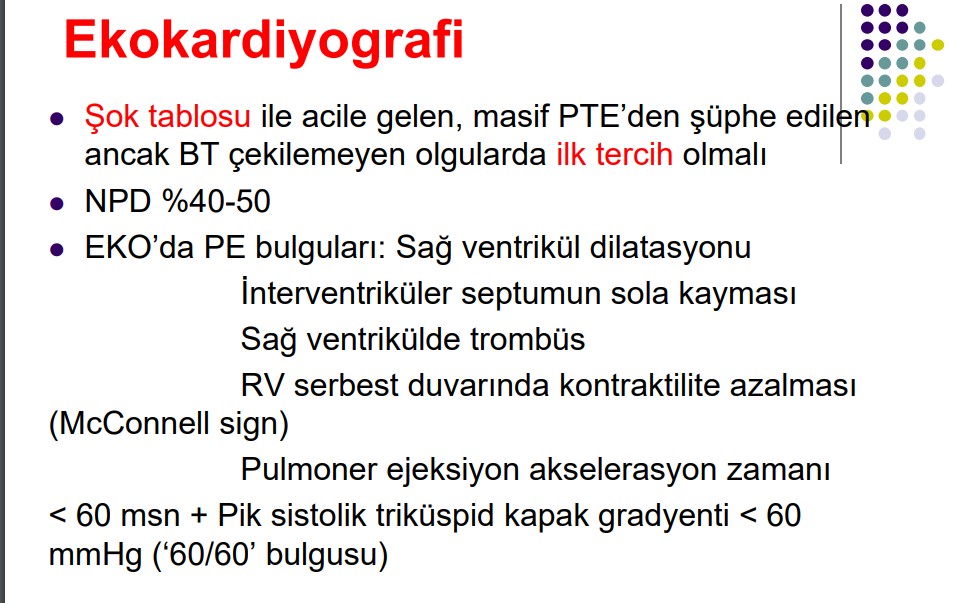 Ekokardiyografi
Şok tablosu ile acile gelen, masif PTE'den şüphe edilen
ancak BT çekilemeyen olgularda ilk tercih olmalı
NPD %40-50
EKO'da PE bulguları: Sağ ventrikül dilatasyonu
İnterventriküler septumun sola kayması
Sağ ventrikülde trombüs
RV serbest duvarında kontraktilite azalması
(McConnell sign)
Pulmoner ejeksiyon akselerasyon zamanı
< 60 msn + Pik sistolik triküspid kapak gradyenti < 60
mmHg ('60/60' bulgusu)